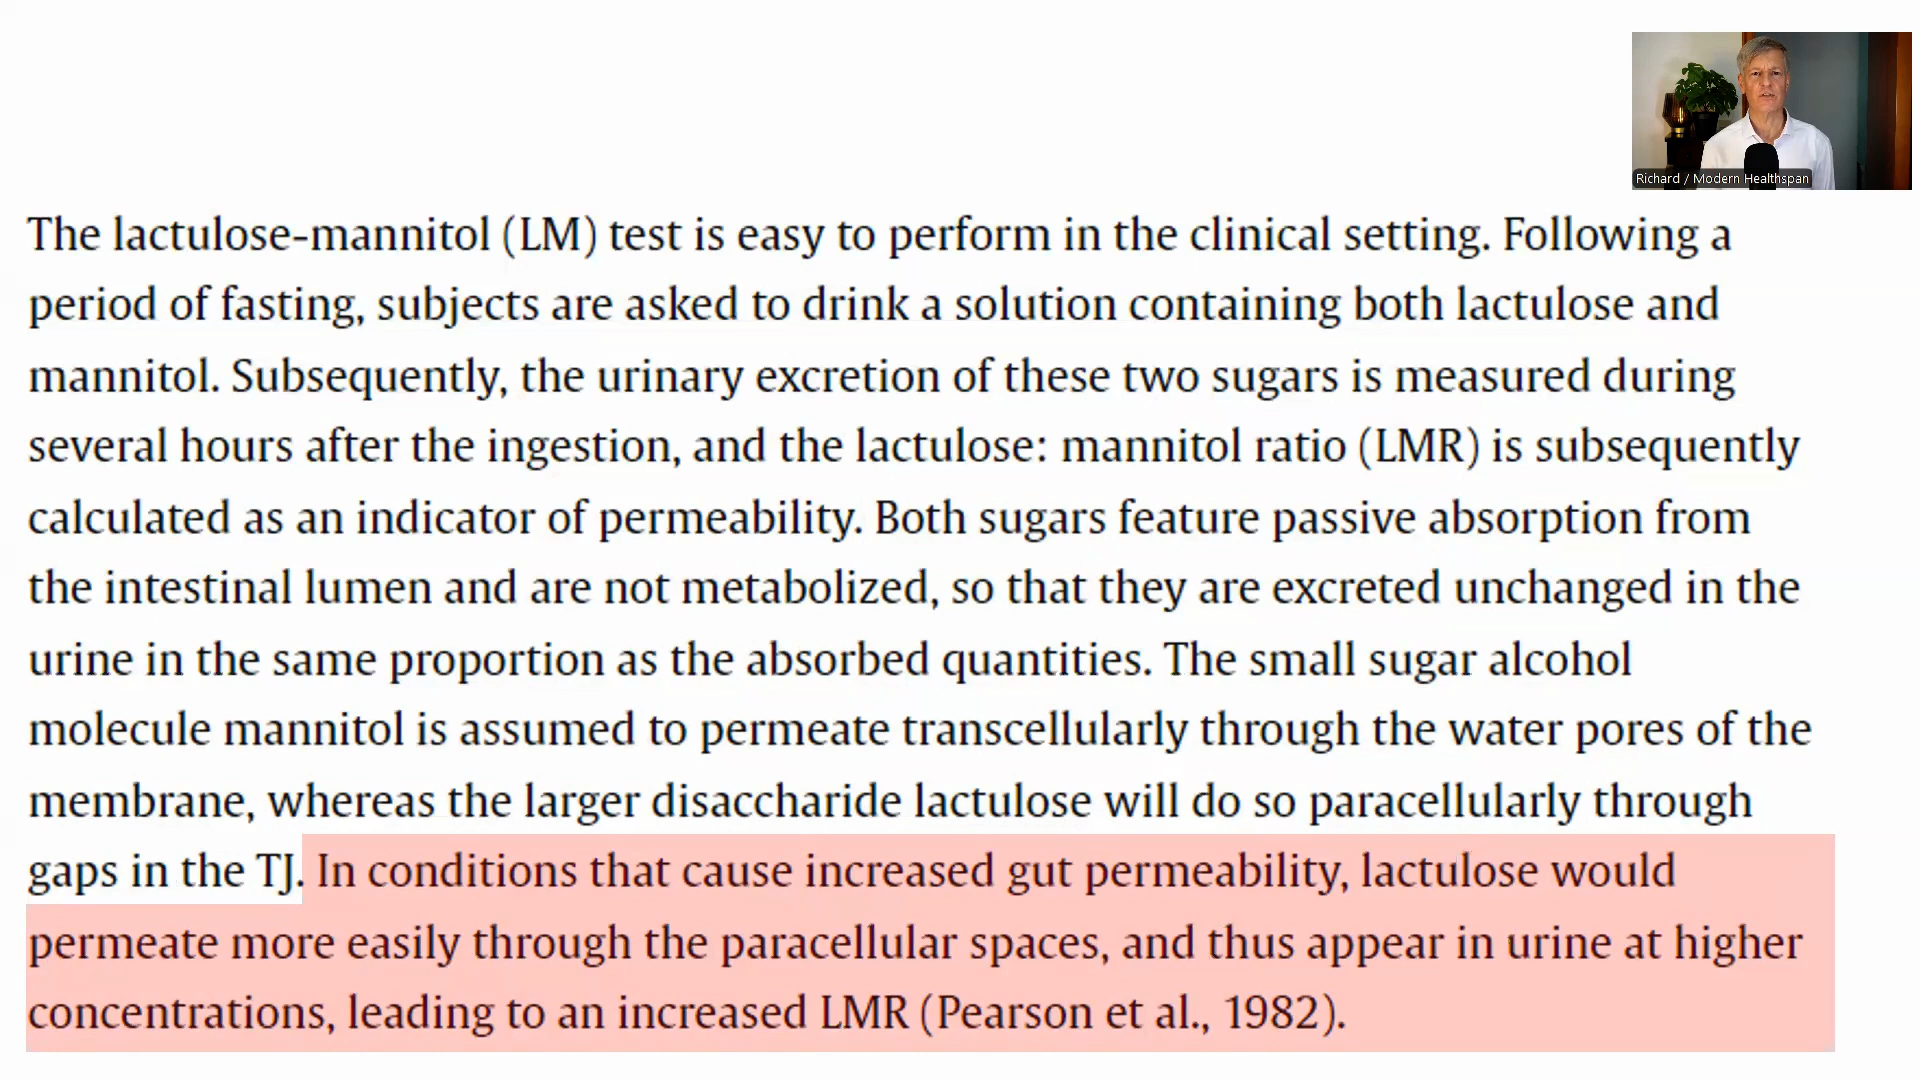 Richard / Modern Healthspan
The lactulose-mannitol (LM) test is easy to perform in the clinical setting. Following a
period of fasting, subjects are asked to drink a solution containing both lactulose and
mannitol. Subsequently, the urinary excretion of these two sugars is measured during
several hours after the ingestion, and the lactulose: mannitol ratio (LMR) is subsequently
calculated as an indicator of permeability. Both sugars feature passive absorption from
the intestinal lumen and are not metabolized, so that they are excreted unchanged in the
urine in the same proportion as the absorbed quantities. The small sugar alcohol
molecule mannitol is assumed to permeate transcellularly through the water pores of the
membrane, whereas the larger disaccharide lactulose will do so paracellularly through
gaps in the TJ. In conditions that cause increased gut permeability, lactulose would
permeate more easily through the paracellular spaces, and thus appear in urine at higher
concentrations, leading to an increased LMR (Pearson et al., 1982).